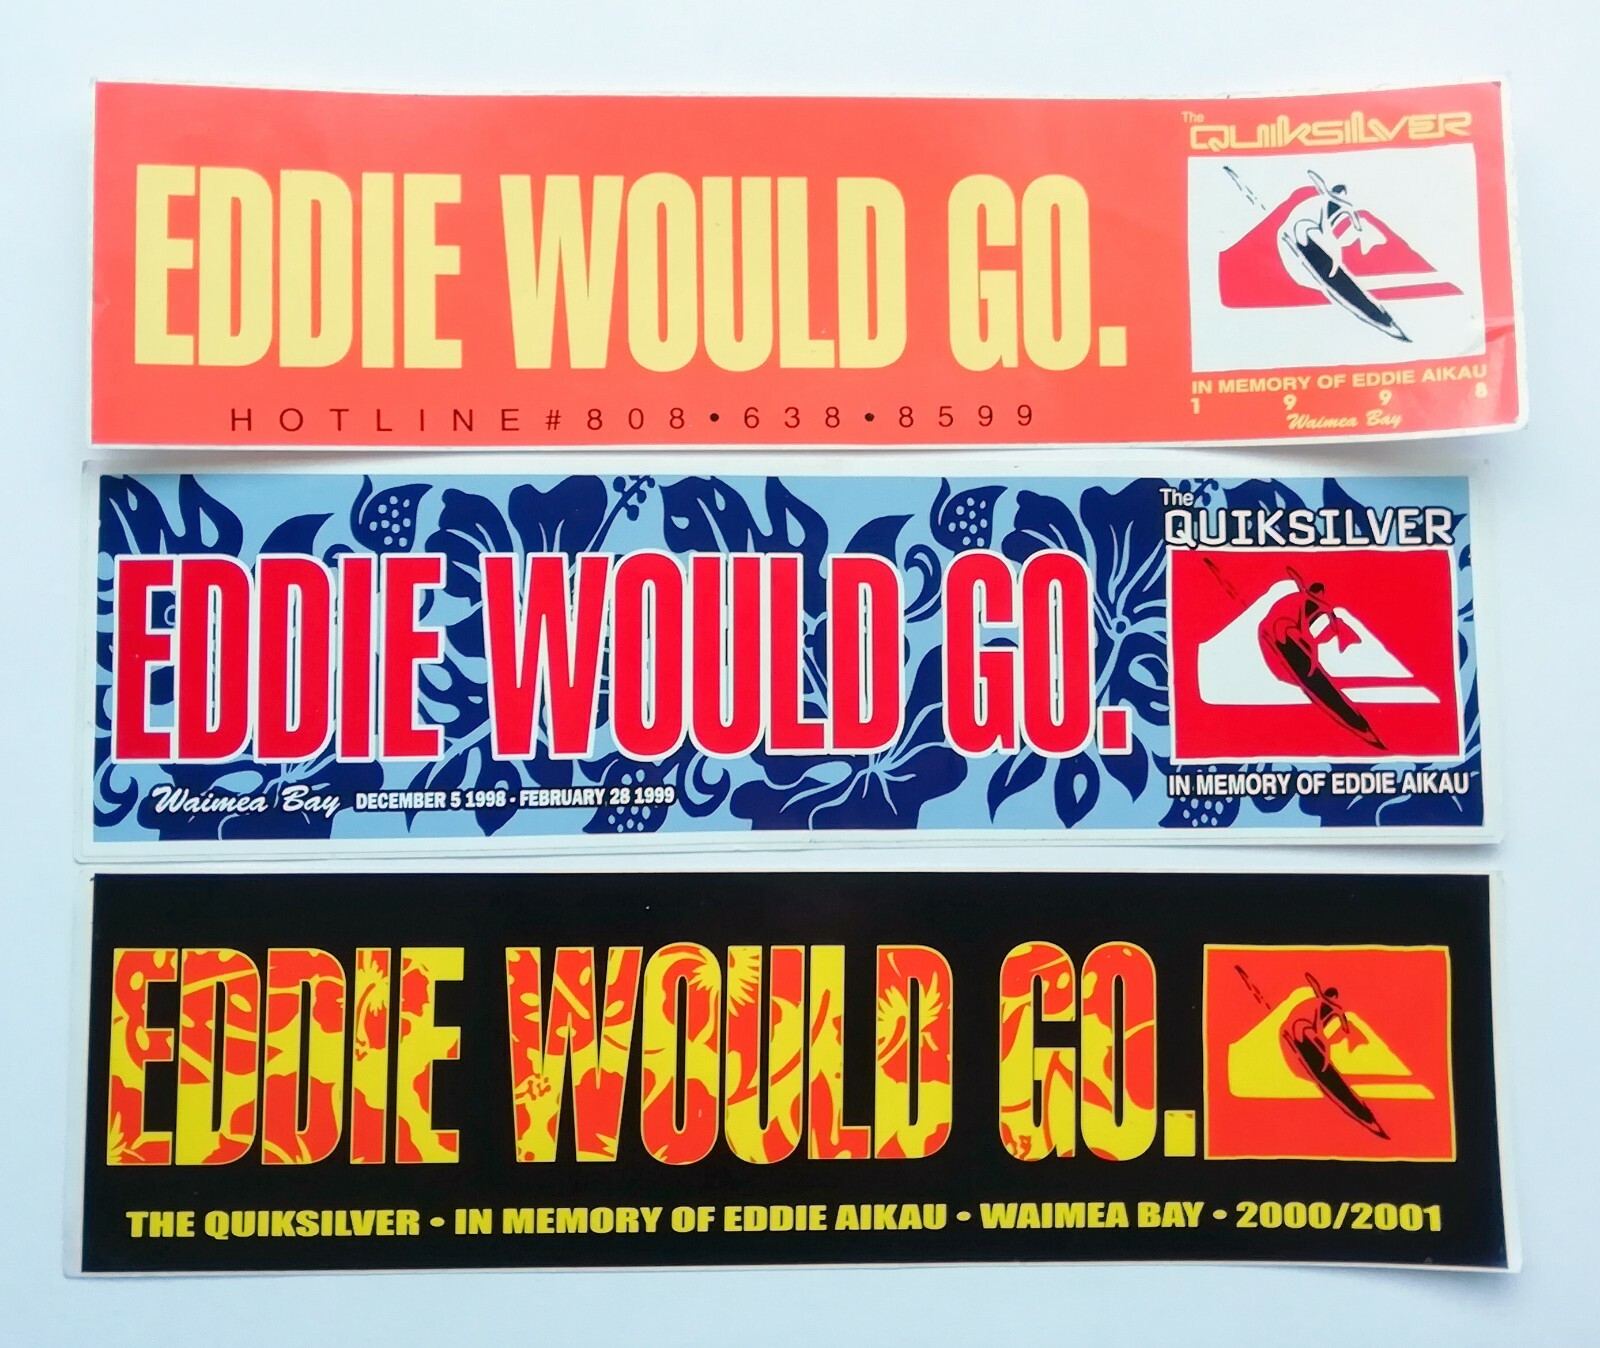 The
QUIKSILVER
EDDIE WOULD GO.
IN MEMORY OF EDDIE AIKAU
1 9 9 8
Waimea Bay
HOTLINE#808•638•8599
The
QUIKSILVER
EDDIE WOULD GO.
IN MEMORY OF EDDIE AIKAU
Waimea Bay DECEMBER 5 1998 - FEBRUARY 28 1999
EDDIE WOULD GO.
THE QUIKSILVER • IN MEMORY OF EDDIE AIKAU • WAIMEA BAY • 2000/2001